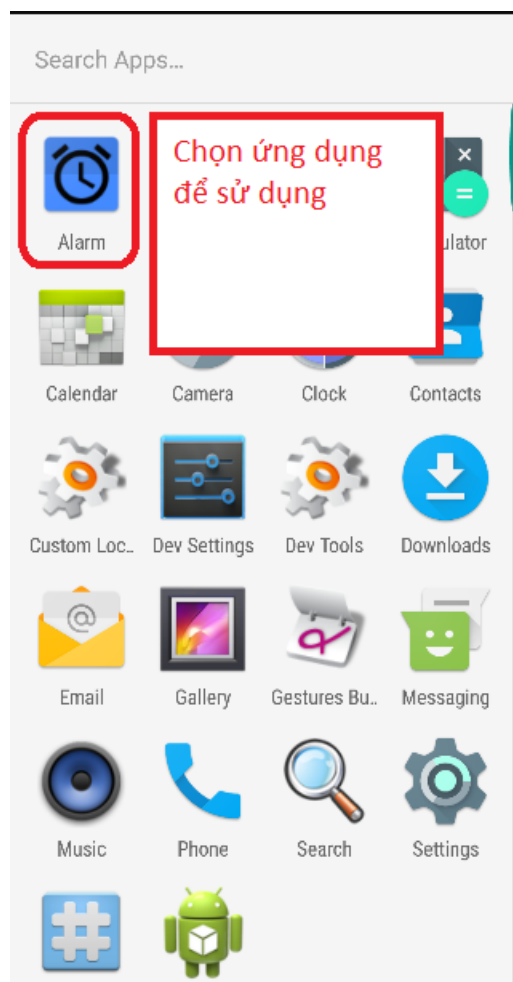 Search Apps...
Chọn ứng dụng
để sử dụng
Alarm
ulator
Calendar
Camera
Clock
Contacts
Custom Loc..
Dev Settings
Dev Tools
Downloads
Email
Gallery
Gestures Bu..
Messaging
Music
Phone
Search
Settings